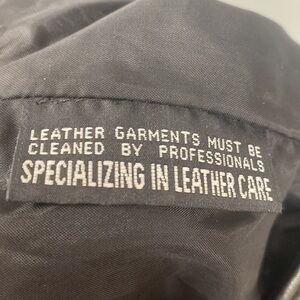 LEATHER GARMENTS MUST BE
CLEANED BY PROFESSIONALS
SPECIALIZING IN LEATHER CARE